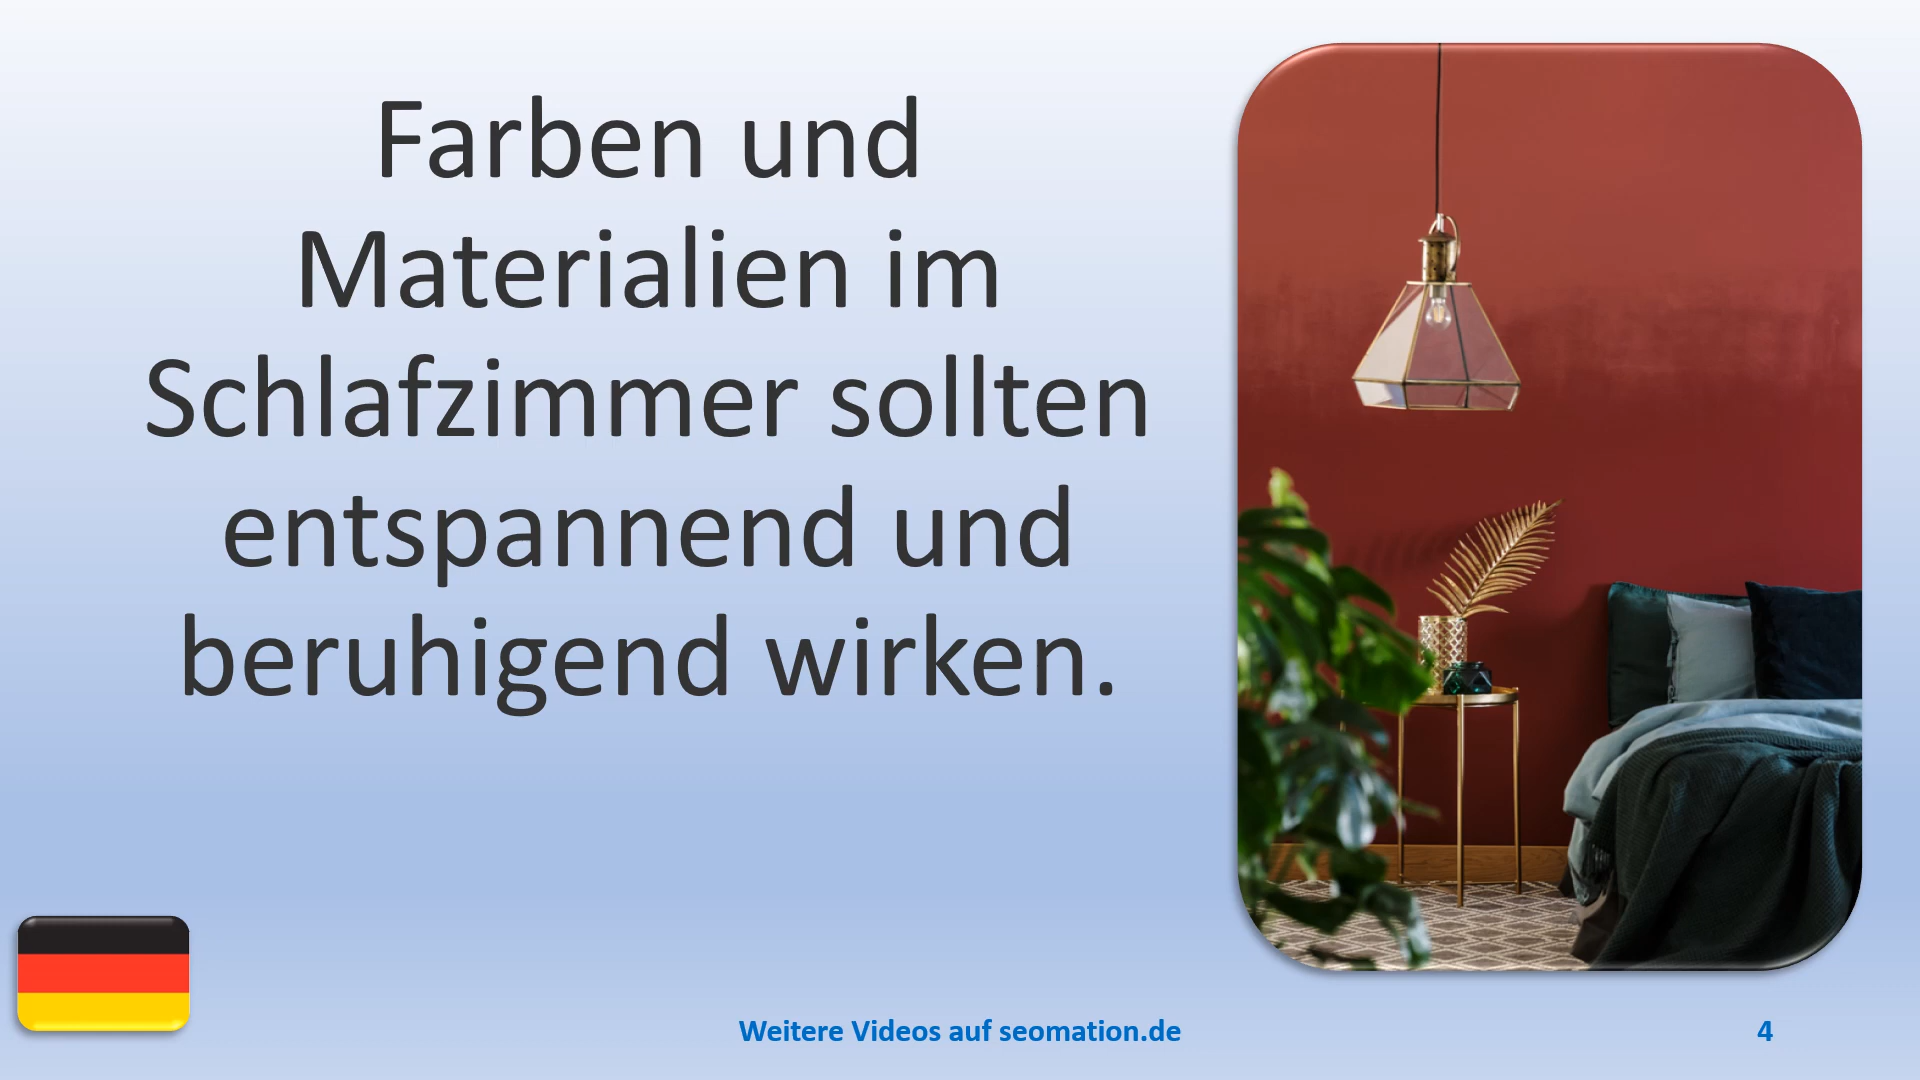 Farben und
Materialien im
Schlafzimmer sollten
entspannend und
beruhigend wirken.
Weitere Videos auf seomation.de
4